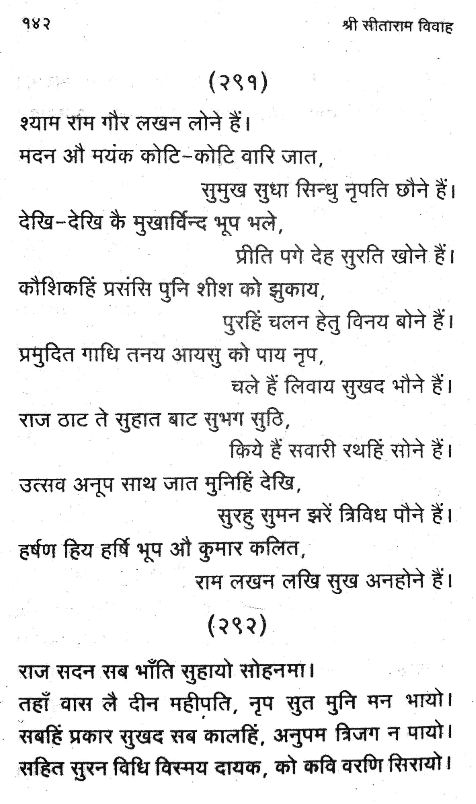 १४२ श्री सीताराम विवाह
(२९१)
श्याम राम गौर लखन लोने हैं।
मदन औ मयंक कोटि-कोटि वारि जात,
सुमुख सुधा सिन्धु नृपति छौने हैं।
देखि-देखि कै मुखार्विन्द भूप भले,
प्रीति पगे देह सुरति खोने हैं।
कौशिकहिं प्रसंसि पुनि शीश को झुकाय,
पुरहिं चलन हेतु विनय बोने हैं।
प्रमुदित गाधि तनय आयसु को पाय नृप,
चले हैं लिवाय सुखद भौने हैं।
राज ठाट ते सुहात बाट सुभग सुठि,
किये हैं सवारी रथहिं सोने हैं।
उत्सव अनूप साथ जात मुनिहिं देखि,
सुरहु सुमन झरें त्रिविध पौने हैं।
हर्षण हिय हर्षि भूप औ कुमार कलित,
राम लखन लखि सुख अनहोने हैं।
(२९२)
राज सदन सब भाँति सुहायो सोहनमा।
तहाँ वास लै दीन महीपति, नृप सुत मुनि मन भायो।
सबहिं प्रकार सुखद सब कालहिं, अनुपम त्रिजग न पायो।
सहित सुरन विधि विस्मय दायक, को कवि वरणि सिरायो।